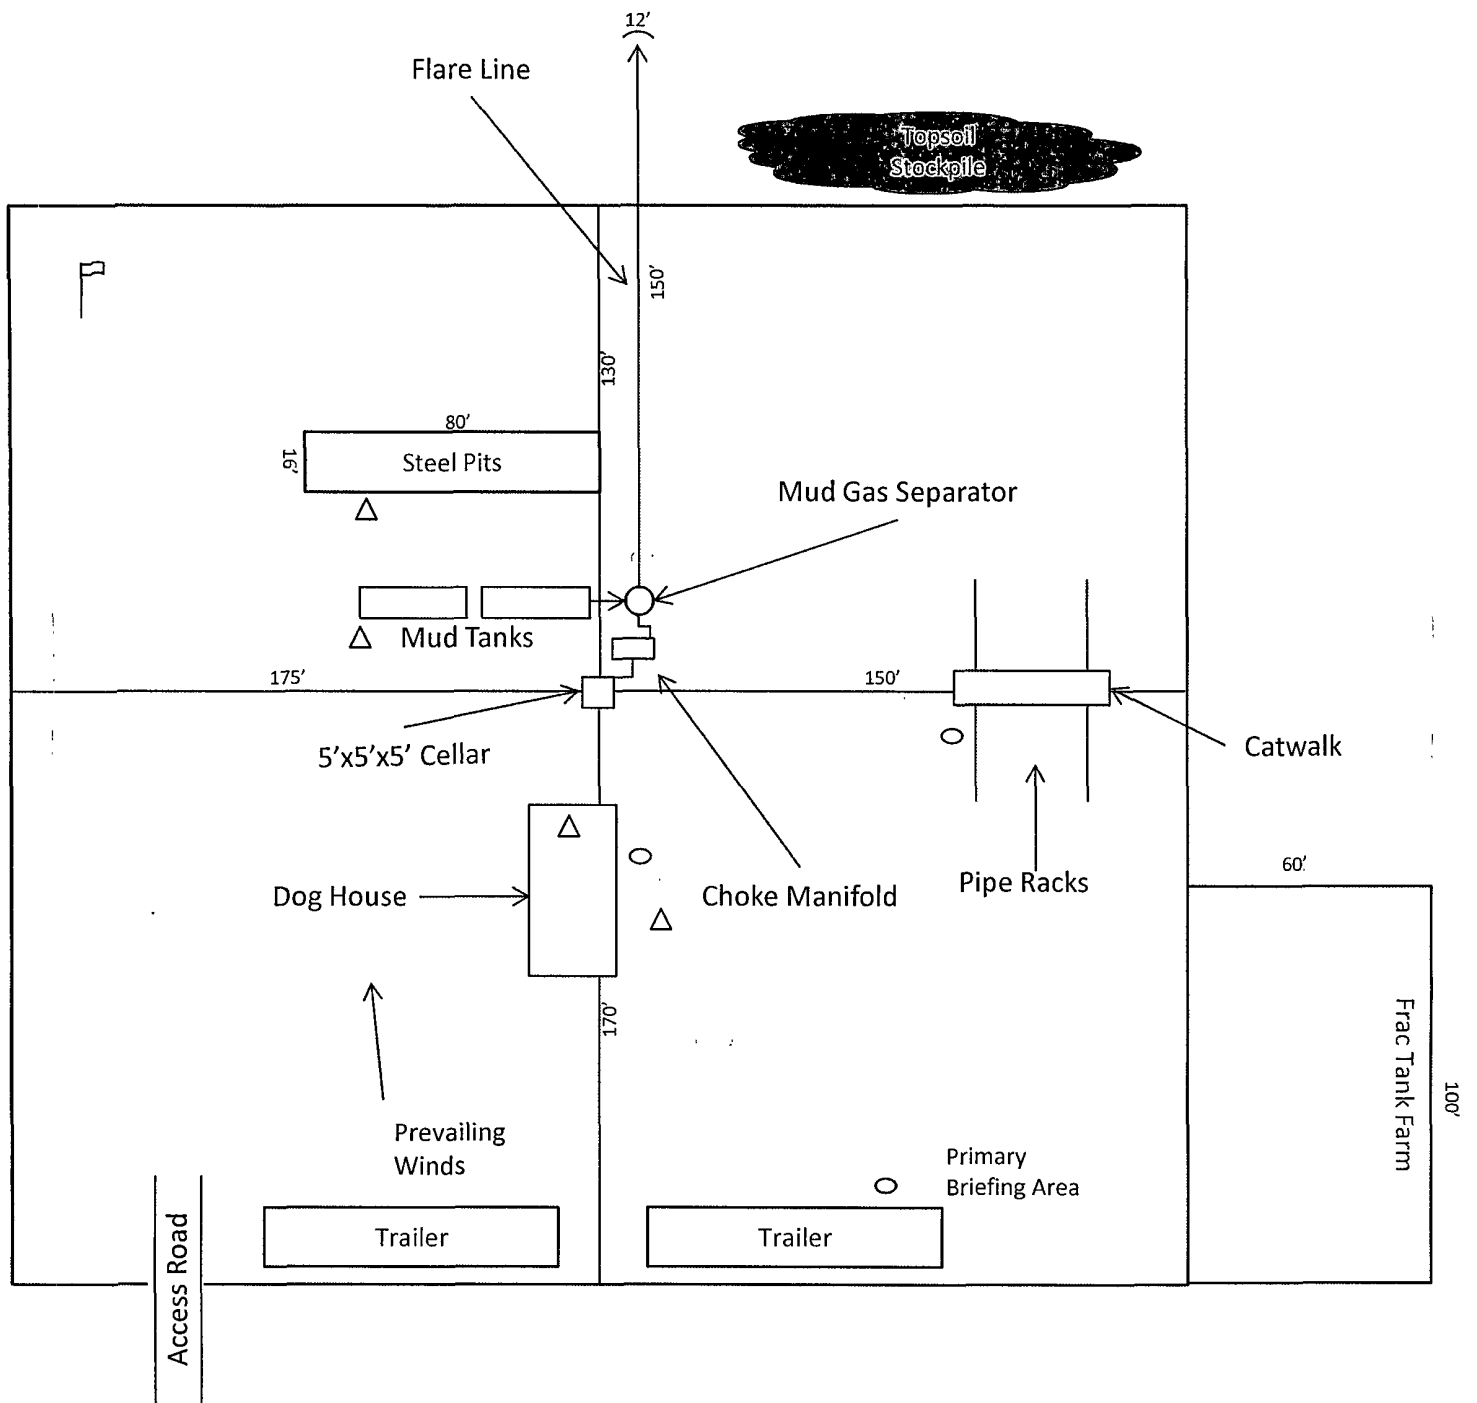 12'
Flare Line
Topsoil
Stockpile
150'
130'
80'
16'
Steel Pits
Mud Gas Separator
Mud Tanks
175'
150'
5'x5'x5' Cellar
Catwalk
60'
Dog House
Choke Manifold
Pipe Racks
170'
Frac Tank Farm
100'
Prevailing
Winds
Primary
Briefing Area
Trailer
Trailer
Access Road